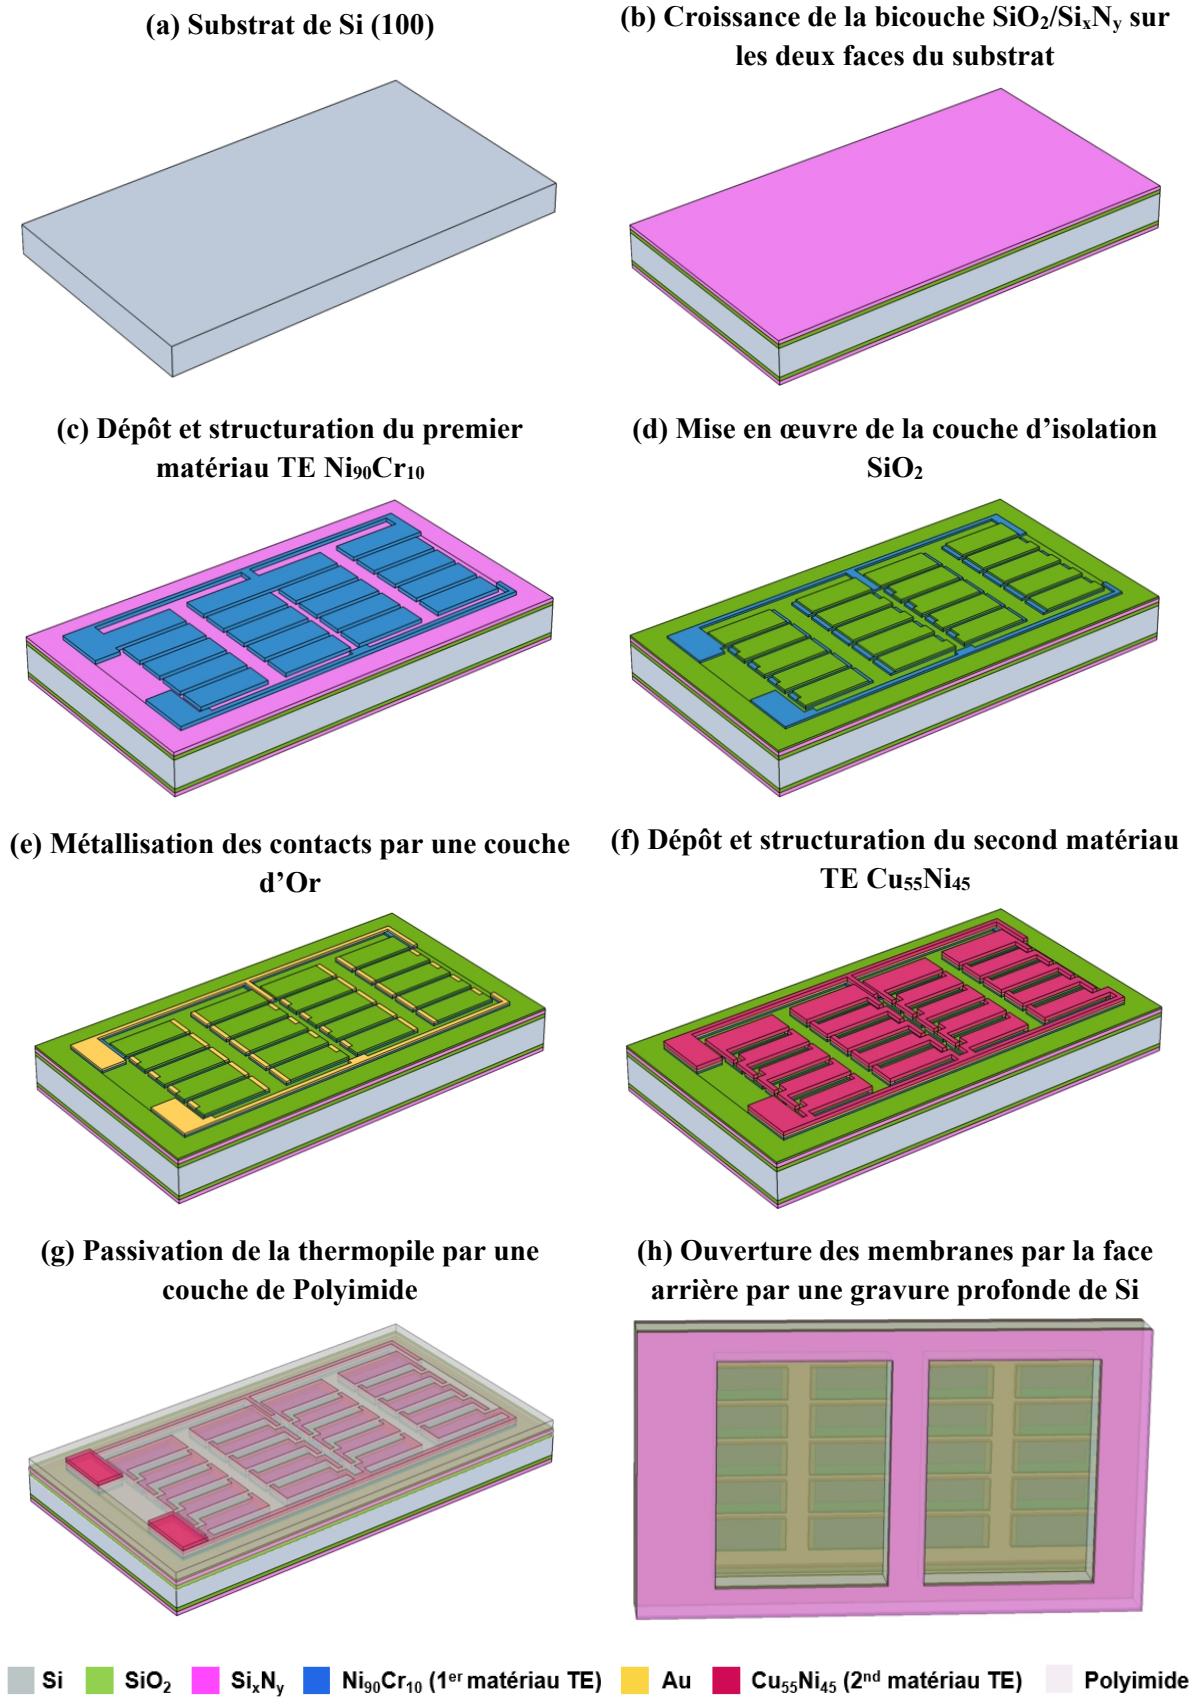 (a) Substrat de Si (100)
(b) Croissance de la bicouche SiO₂/SiₓNᵧ sur
les deux faces du substrat
(c) Dépôt et structuration du premier
matériau TE Ni₉₀Cr₁₀
(d) Mise en œuvre de la couche d’isolation
SiO₂
(e) Métallisation des contacts par une couche
d’Or
(f) Dépôt et structuration du second matériau
TE Cu₅₅Ni₄₅
(g) Passivation de la thermopile par une
couche de Polyimide
(h) Ouverture des membranes par la face
arrière par une gravure profonde de Si
Si SiO₂ SiₓNᵧ Ni₉₀Cr₁₀ (1ᵉʳ matériau TE) Au Cu₅₅Ni₄₅ (2ⁿᵈ matériau TE) Polyimide